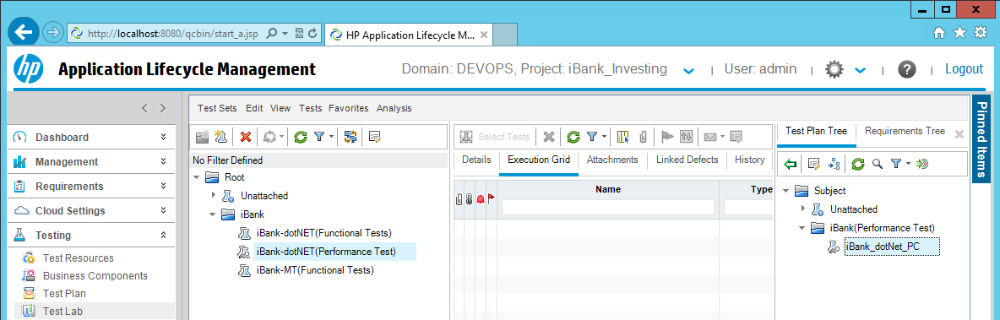 http://localhost:8080/qcbin/start_a.jsp
HP Application Lifecycle M...
hp
Application Lifecycle Management
Domain: DEVOPS, Project: iBank_Investing
User: admin
Logout
Dashboard
Management
Requirements
Cloud Settings
Testing
Test Resources
Business Components
Test Plan
Test Lab
Test Sets Edit View Tests Favorites Analysis
No Filter Defined
Root
Unattached
iBank
iBank-dotNET(Functional Tests)
iBank-dotNET(Performance Test)
iBank-MT(Functional Tests)
Select Tests
Details Execution Grid Attachments Linked Defects History
Name Type
Test Plan Tree Requirements Tree
Subject
Unattached
iBank(Performance Test)
iBank_dotNet_PC
Pinned Items